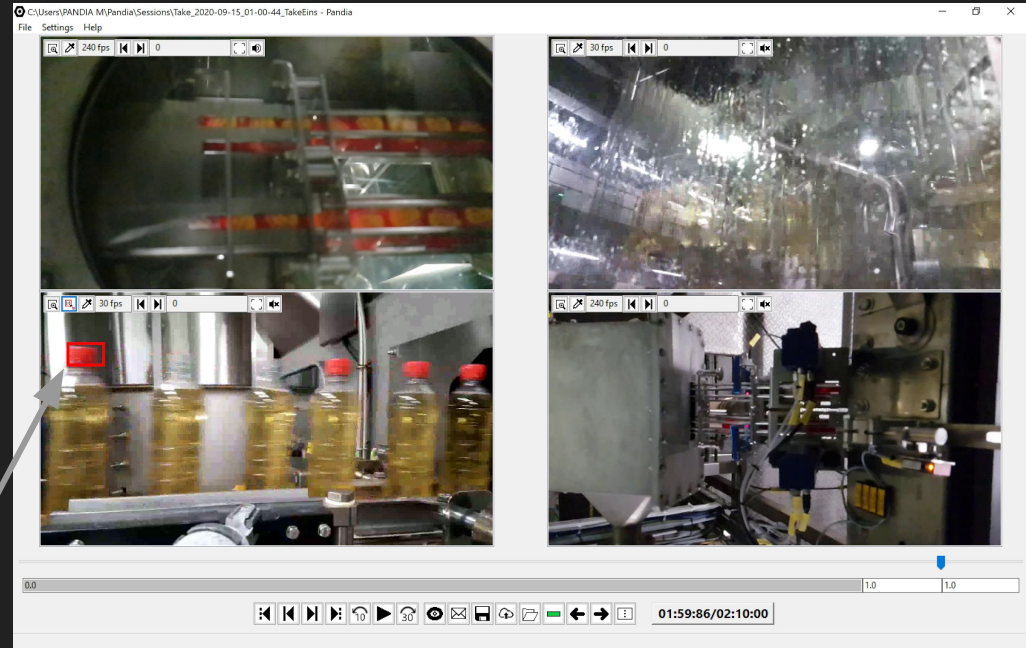 C:\Users\PANDIA M\Pandia\Sessions\Take_2020-09-15_01-00-44_TakeEins - Pandia
File Settings Help
240 fps 0
30 fps 0
30 fps 0
240 fps 0
0.0 1.0 1.0
10 30 01:59:86/02:10:00